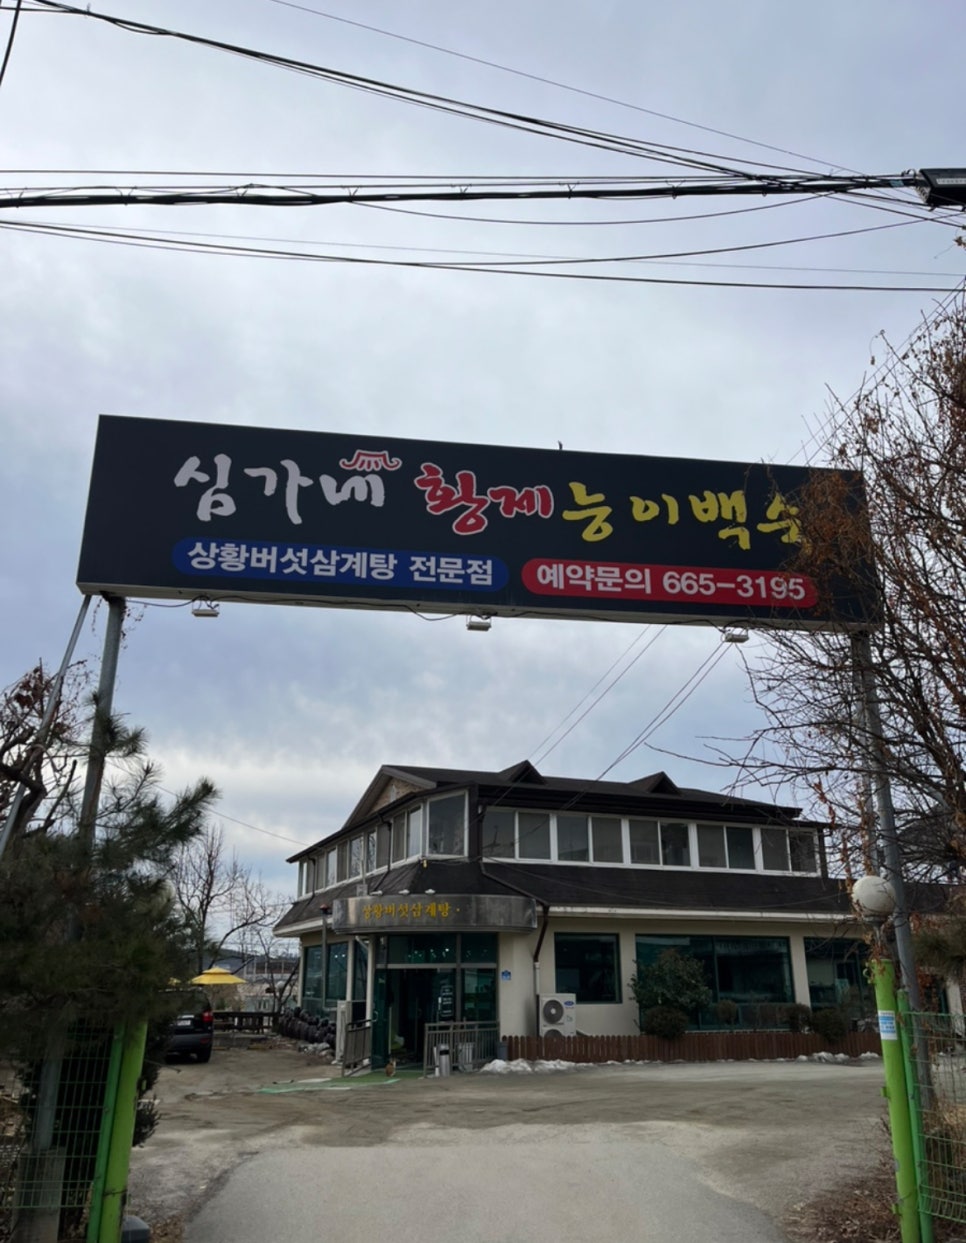 심가네 황제 능이백숙
상황버섯삼계탕 전문점
예약문의 665-3195
상황버섯삼계탕